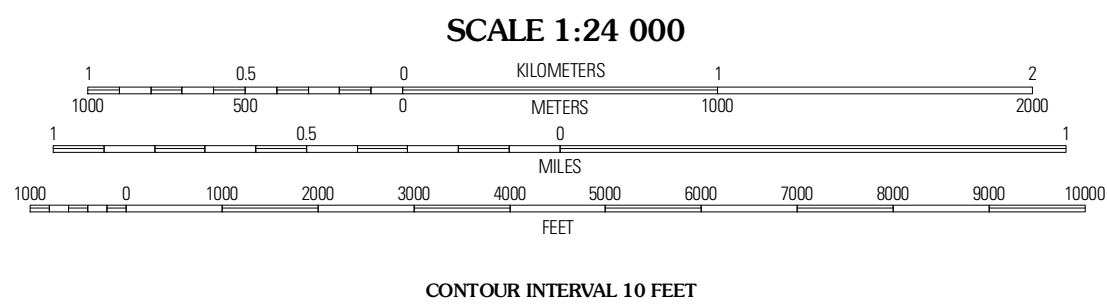 SCALE 1:24 000
1 0.5 0 KILOMETERS 1 2
1000 500 0 METERS 1000 2000
1 0.5 0 1
MILES
1000 0 1000 2000 3000 4000 5000 6000 7000 8000 9000 10000
FEET
CONTOUR INTERVAL 10 FEET